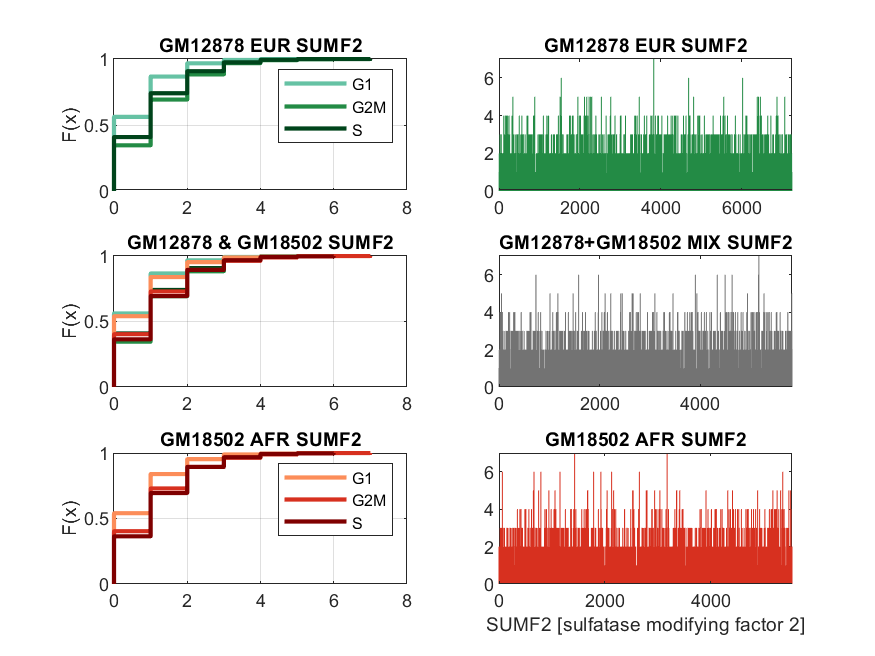 GM12878 EUR SUMF2
1
0.5
0
F(x)
0 2 4 6 8
G1
G2M
S
GM12878 EUR SUMF2
6
4
2
0
0 2000 4000 6000
GM12878 & GM18502 SUMF2
1
0.5
0
F(x)
0 2 4 6 8
GM12878+GM18502 MIX SUMF2
6
4
2
0
0 2000 4000
GM18502 AFR SUMF2
1
0.5
0
F(x)
0 2 4 6 8
G1
G2M
S
GM18502 AFR SUMF2
6
4
2
0
0 2000 4000
SUMF2 [sulfatase modifying factor 2]